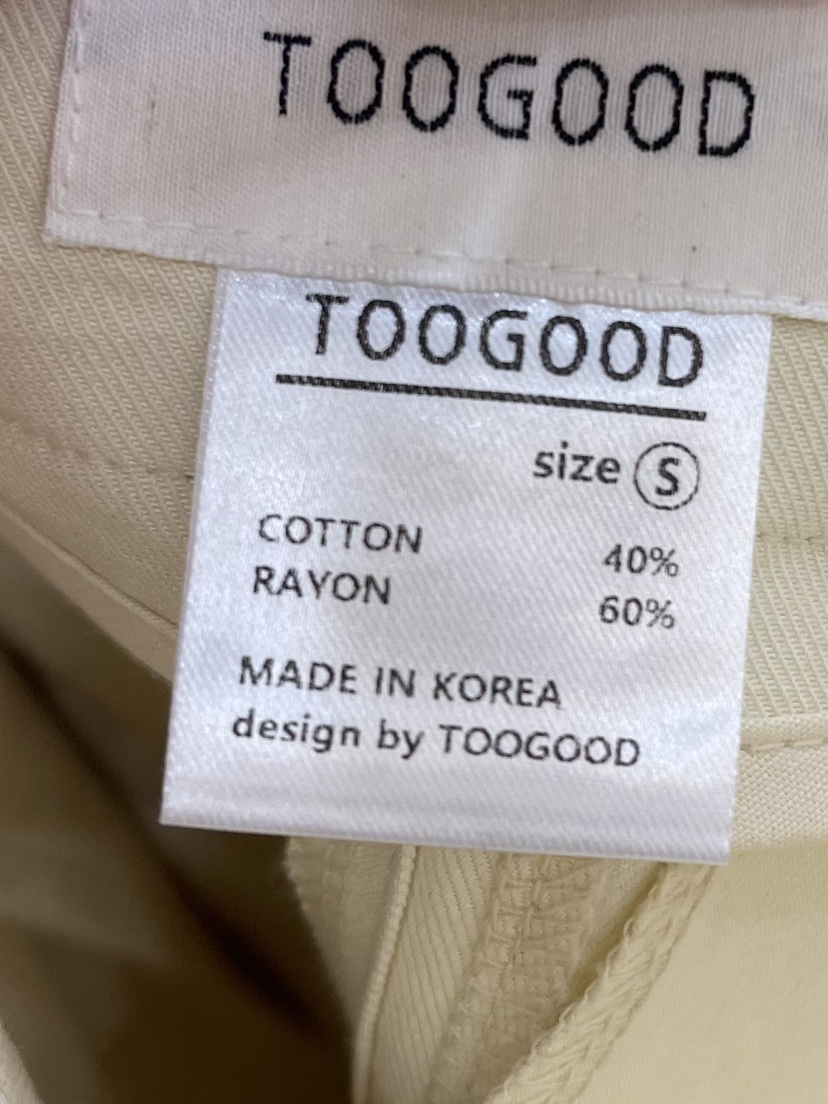 TOOGOOD
TOOGOOD
size S
COTTON 40%
RAYON 60%
MADE IN KOREA
design by TOOGOOD